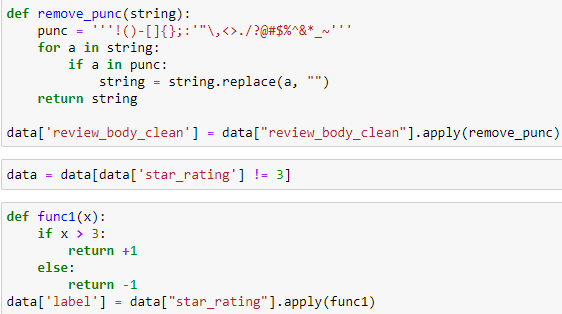 def remove_punc(string):
    punc = '''!()-[]{};:'"\,<>./?@#$%^&*_~'''
    for a in string:
        if a in punc:
            string = string.replace(a, "")
    return string

data['review_body_clean'] = data["review_body_clean"].apply(remove_punc)
data = data[data['star_rating'] != 3]
def func1(x):
    if x > 3:
        return +1
    else:
        return -1
data['label'] = data["star_rating"].apply(func1)